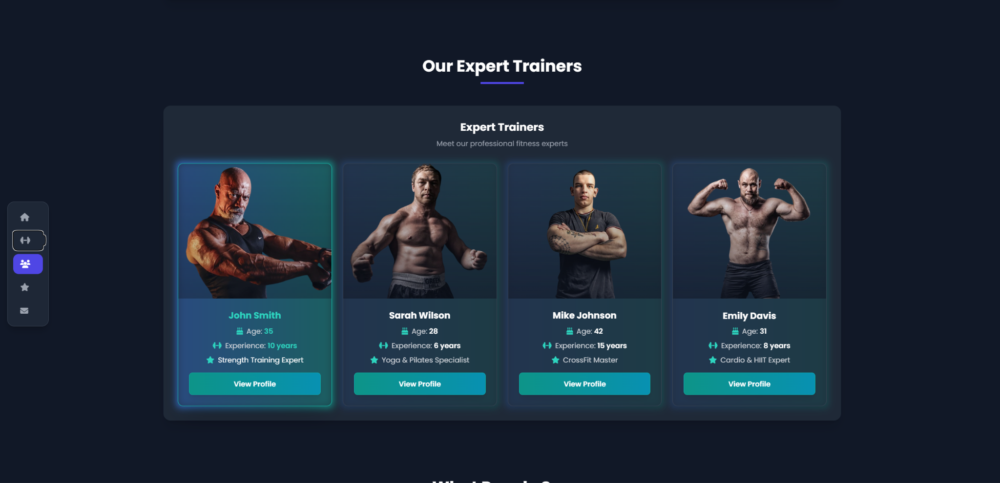 Our Expert Trainers
Expert Trainers
Meet our professional fitness experts
John Smith
Age: 35
Experience: 10 years
Strength Training Expert
View Profile
Sarah Wilson
Age: 28
Experience: 6 years
Yoga & Pilates Specialist
View Profile
Mike Johnson
Age: 42
Experience: 15 years
CrossFit Master
View Profile
Emily Davis
Age: 31
Experience: 8 years
Cardio & HIIT Expert
View Profile